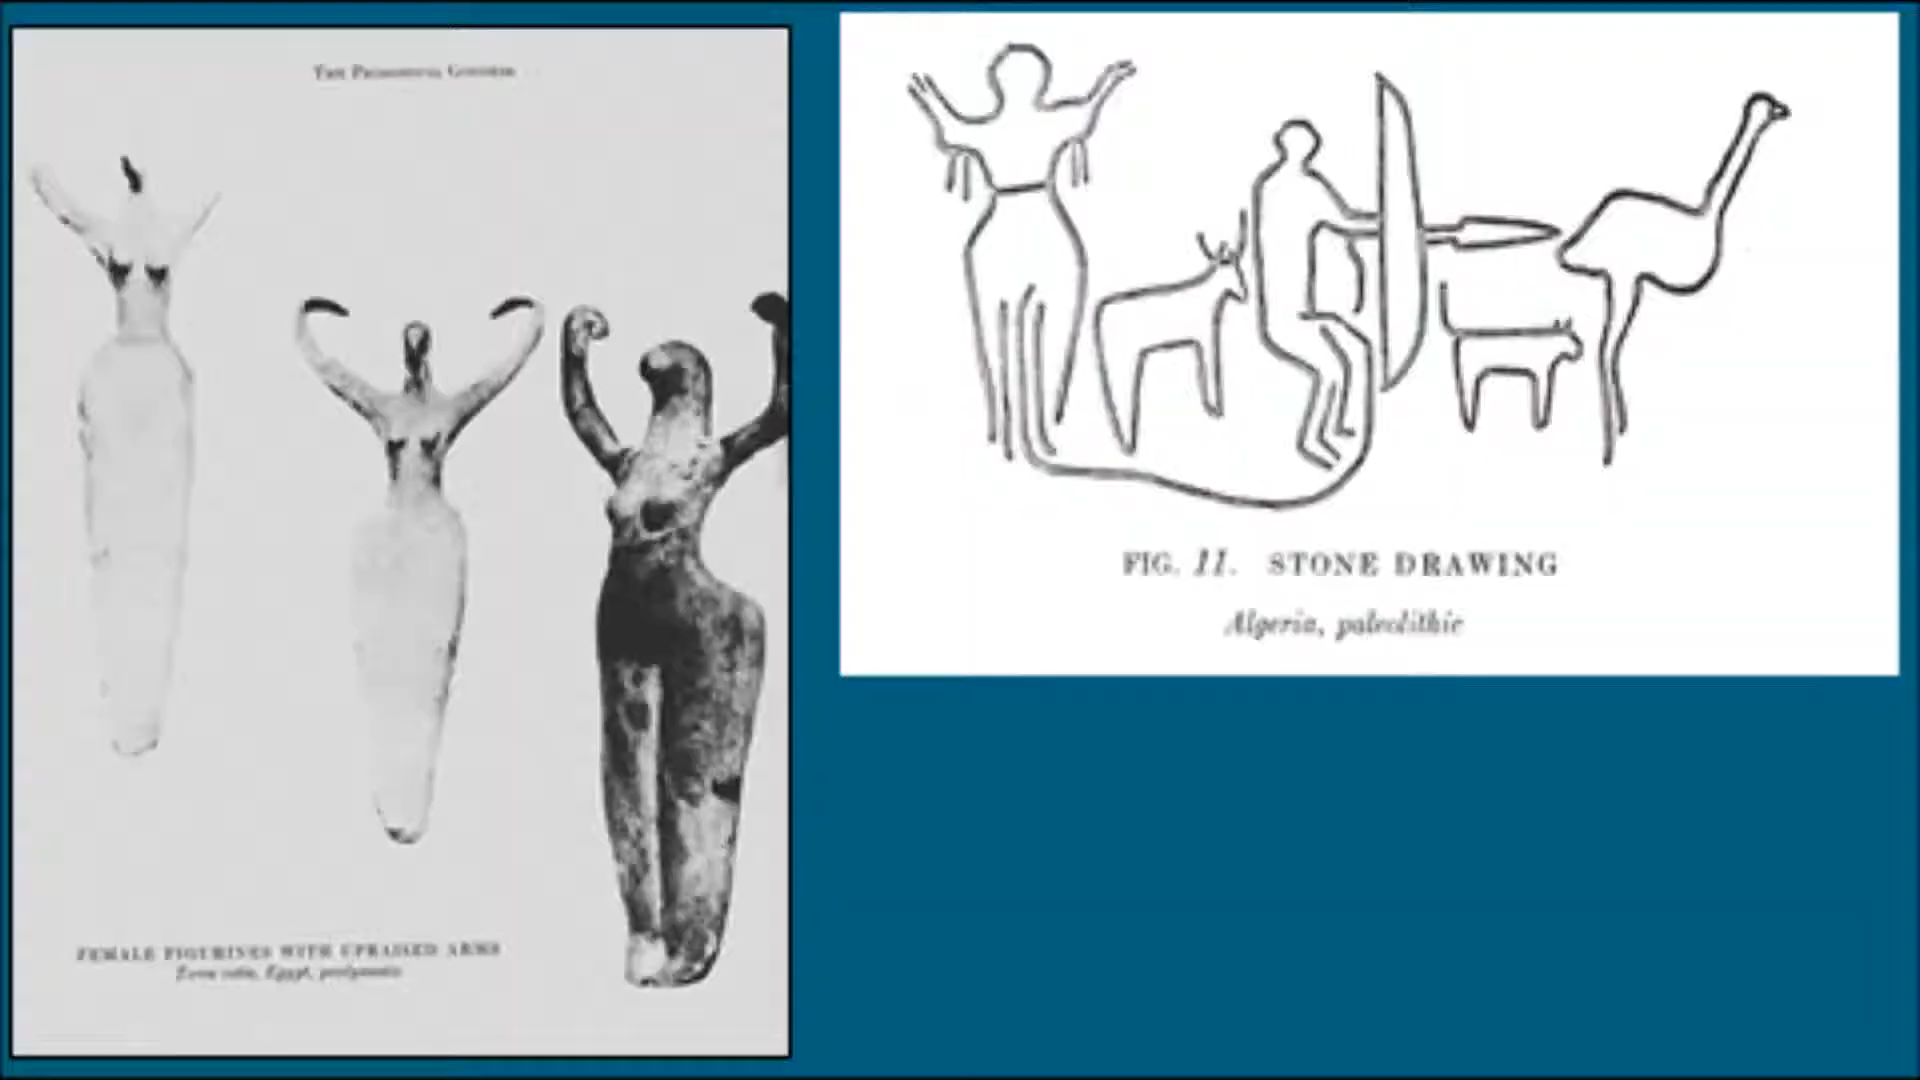 THE PRIMORDIAL GODDESS
FEMALE FIGURINES WITH UPRAISED ARMS
Terra cotta, Egypt, predynastic
FIG. 11. STONE DRAWING
Algeria, paleolithic